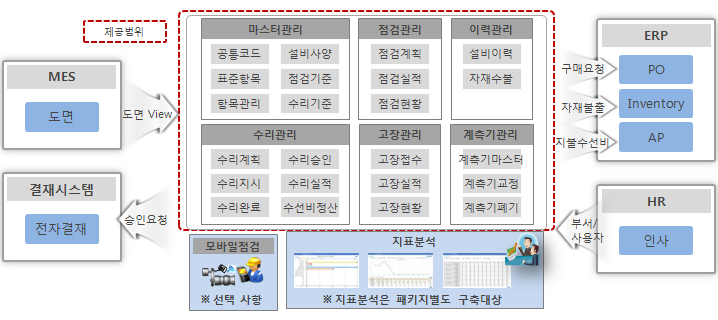 제공범위
MES
도면
도면 View
결재시스템
전자결재
승인요청
마스터관리
공통코드 설비사양
표준항목 점검기준
항목관리 수리기준
점검관리
점검계획
점검실적
점검현황
이력관리
설비이력
자재수불
수리관리
수리계획 수리승인
수리지시 수리실적
수리완료 수선비정산
고장관리
고장접수
고장실적
고장현황
계측기관리
계측기마스터
계측기교정
계측기폐기
ERP
구매요청
PO
자재불출
Inventory
지불수선비
AP
HR
부서/
사용자
인사
모바일점검
※ 선택 사항
지표분석
※ 지표분석은 패키지별도 구축대상